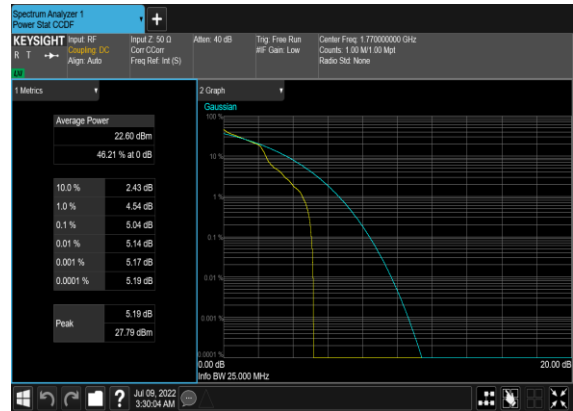 Spectrum Analyzer 1
Power Stat CCDF
KEYSIGHT
R T
LXI
Input: RF
Coupling: DC
Align: Auto
Input Z: 50 Ω
Corr CCorr
Freq Ref: Int (S)
Atten: 40 dB
Trig: Free Run
#IF Gain: Low
Center Freq: 1.770000000 GHz
Counts: 1.00 M/1.00 Mpt
Radio Std: None
1 Metrics
Average Power
22.60 dBm
46.21 % at 0 dB
10.0 % 2.43 dB
1.0 % 4.54 dB
0.1 % 5.04 dB
0.01 % 5.14 dB
0.001 % 5.17 dB
0.0001 % 5.19 dB
Peak
5.19 dB
27.79 dBm
2 Graph
Gaussian
100 %
10 %
1 %
0.1 %
0.01 %
0.001 %
0.0001 %
0.00 dB
20.00 dB
Info BW 25.000 MHz
?
Jul 09, 2022
3:30:04 AM